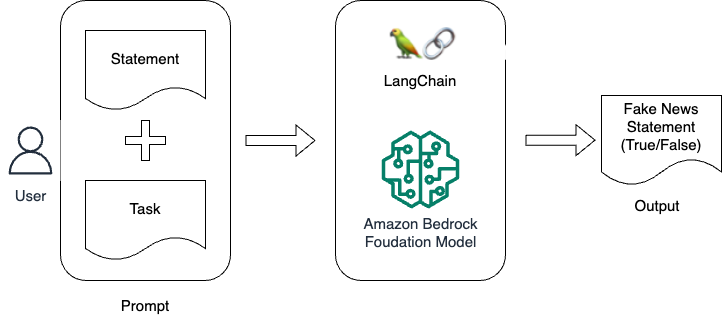 User
Statement
Task
Prompt
LangChain
Amazon Bedrock
Foudation Model
Fake News
Statement
(True/False)
Output